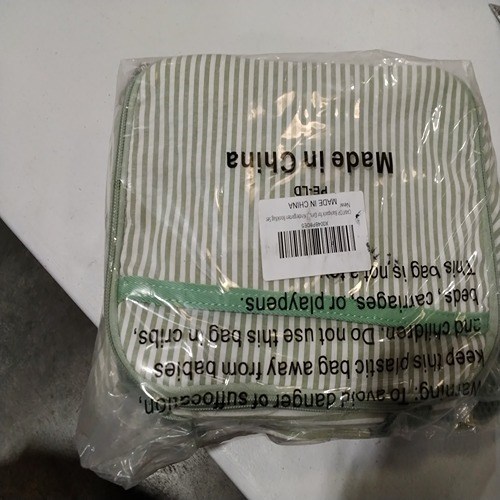 Warning: To avoid danger of suffocation,
Keep this plastic bag away from babies
and children. Do not use this bag in cribs,
beds, carriages, or playpens.
This bag is not a to
New MADE IN CHINA
PE-LD
Made in China